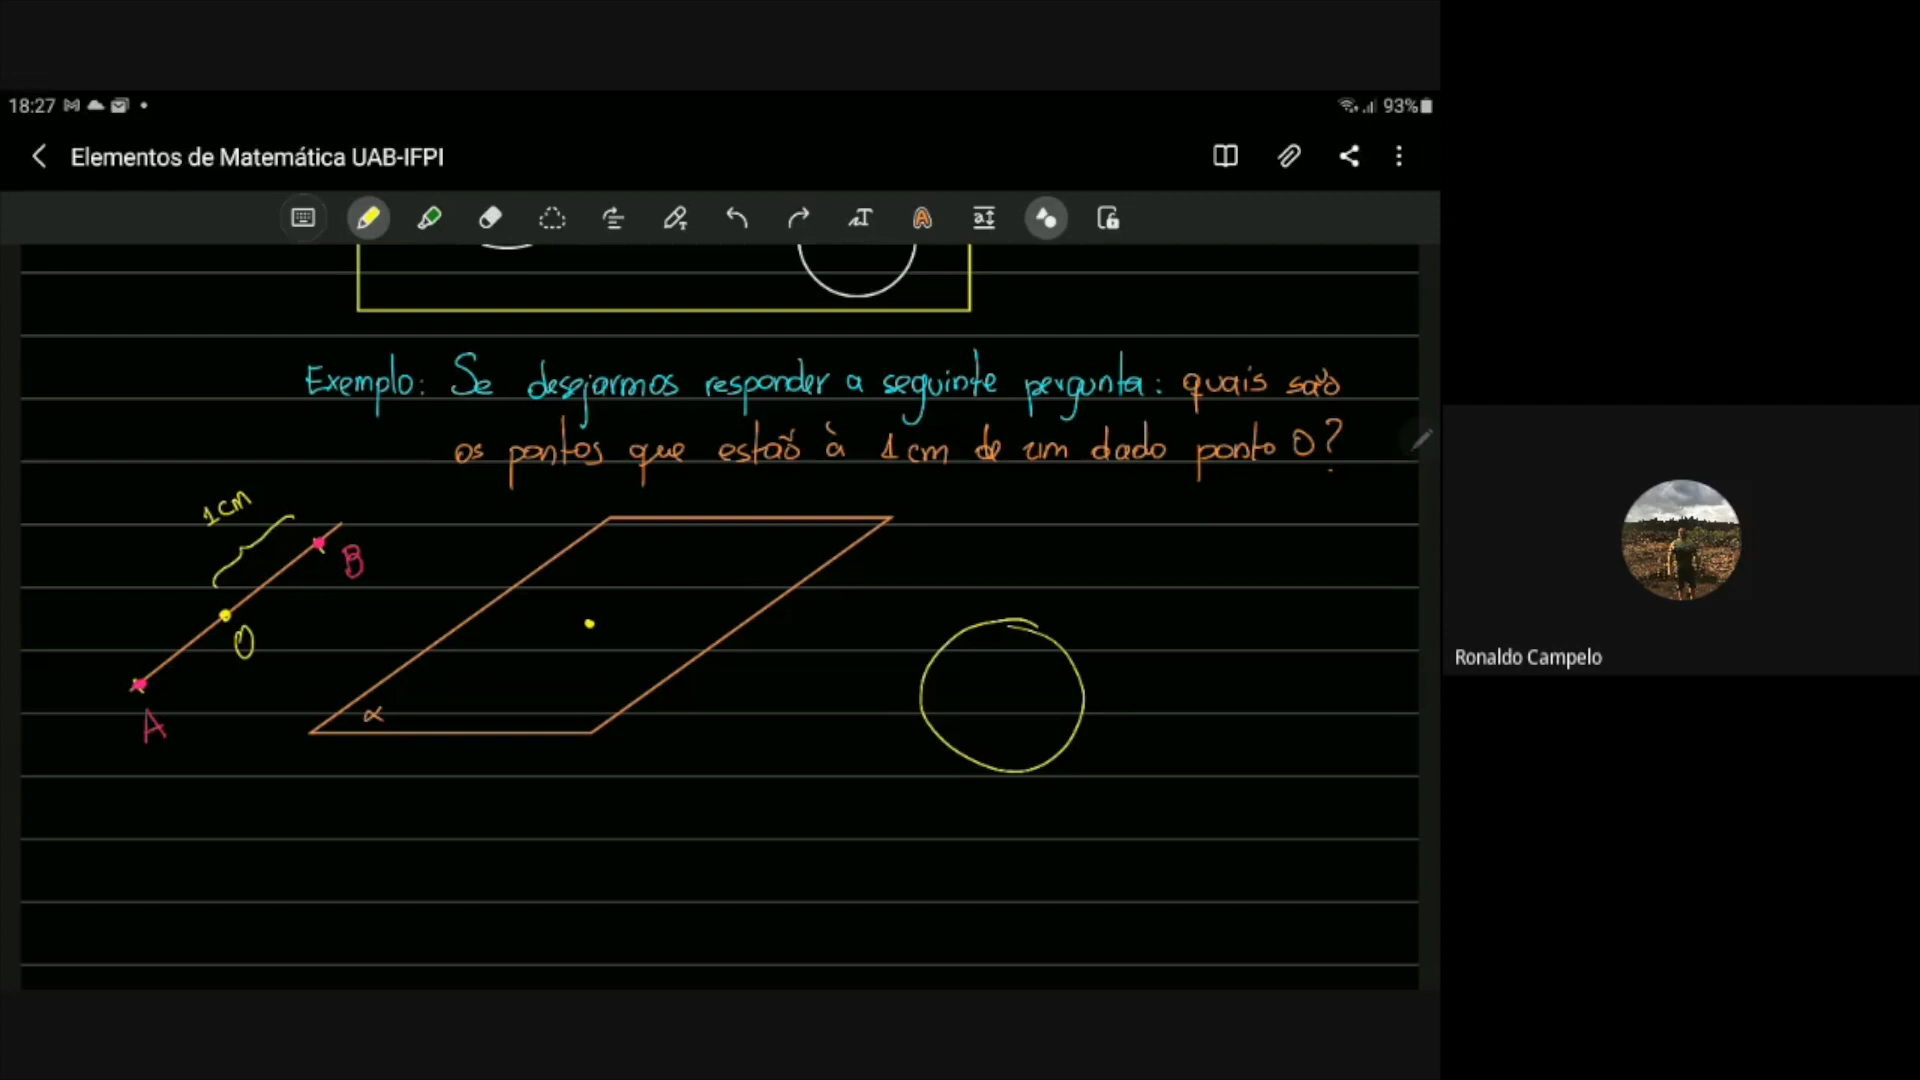 18:27
93%
Elementos de Matemática UAB-IFPI
Exemplo: Se desejarmos responder a seguinte pergunta: quais são
os pontos que estão à 1cm de um dado ponto O?
1cm
B
O
A
α
Ronaldo Campelo